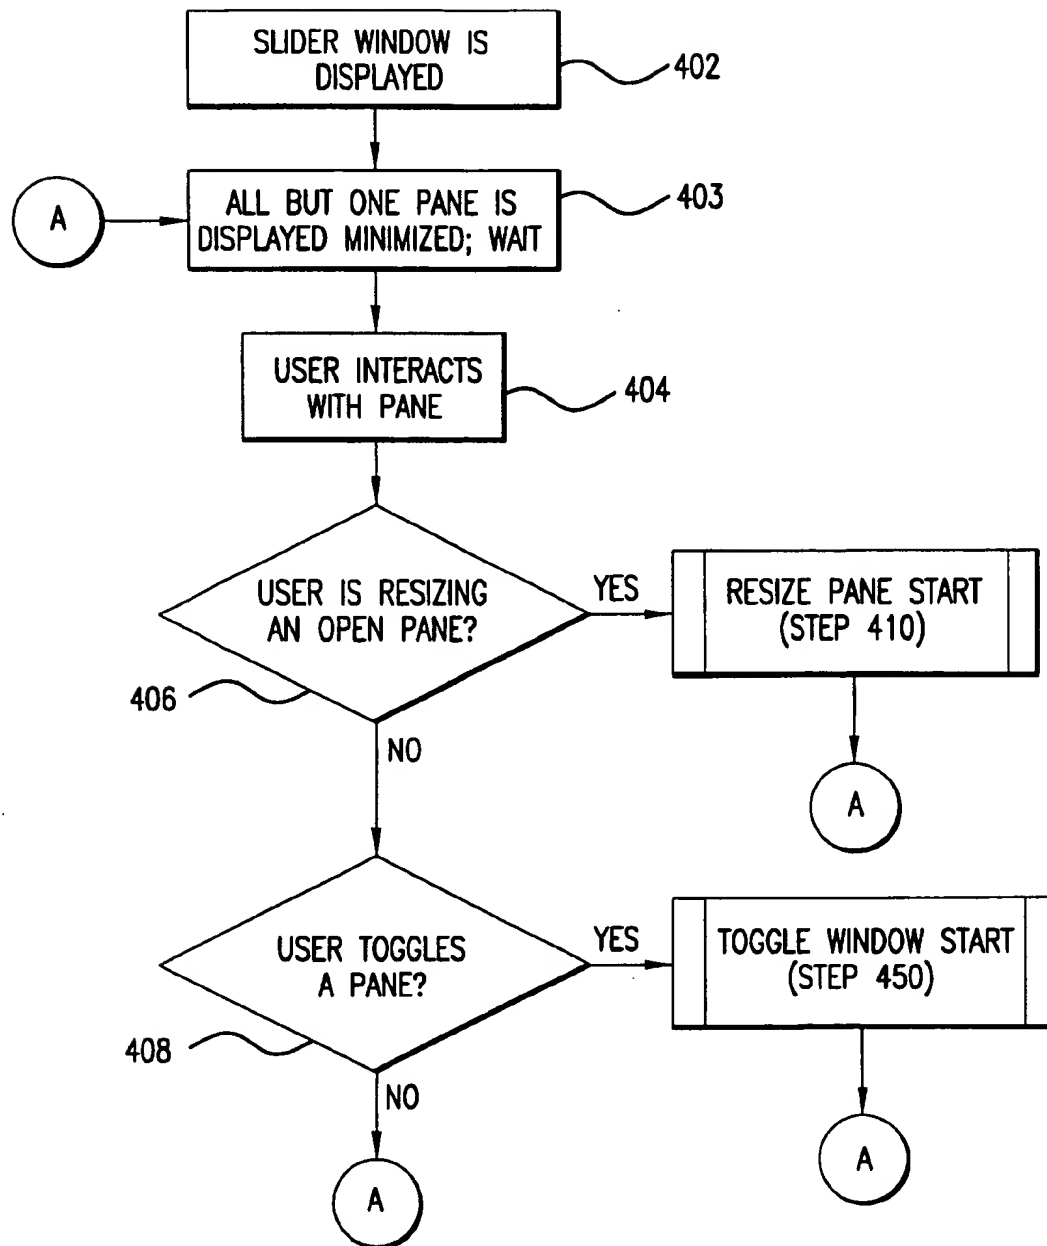 SLIDER WINDOW IS
DISPLAYED
402
ALL BUT ONE PANE IS
DISPLAYED MINIMIZED; WAIT
403
A
USER INTERACTS
WITH PANE
404
USER IS RESIZING
AN OPEN PANE?
406
YES
RESIZE PANE START
(STEP 410)
NO
A
USER TOGGLES
A PANE?
408
YES
TOGGLE WINDOW START
(STEP 450)
NO
A
A